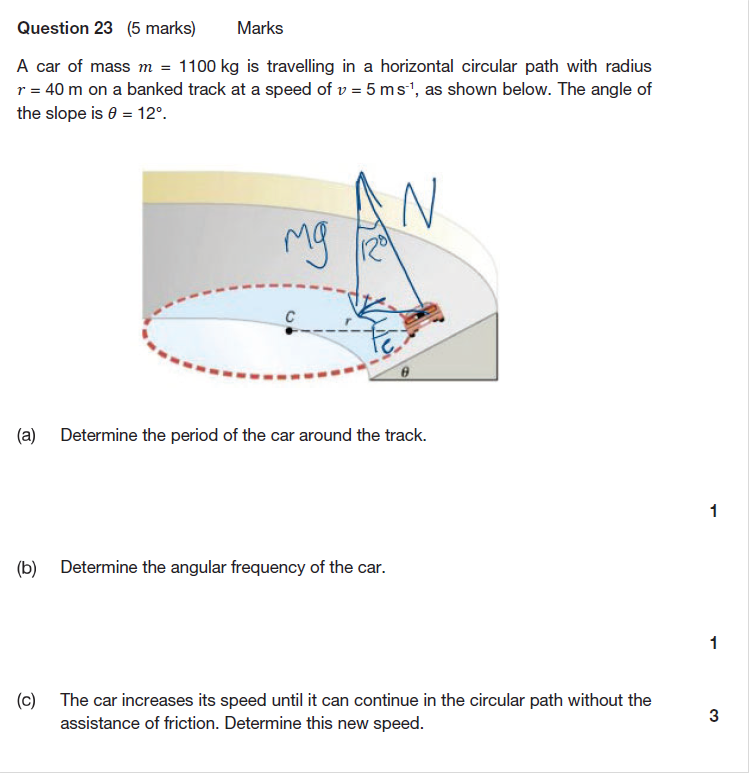 Question 23 (5 marks) Marks
A car of mass m = 1100 kg is travelling in a horizontal circular path with radius
r = 40 m on a banked track at a speed of v = 5 m s⁻¹, as shown below. The angle of
the slope is θ = 12°.
N
mg
12°
C
r
Fc
θ
(a) Determine the period of the car around the track.
1
(b) Determine the angular frequency of the car.
1
(c) The car increases its speed until it can continue in the circular path without the
assistance of friction. Determine this new speed.
3